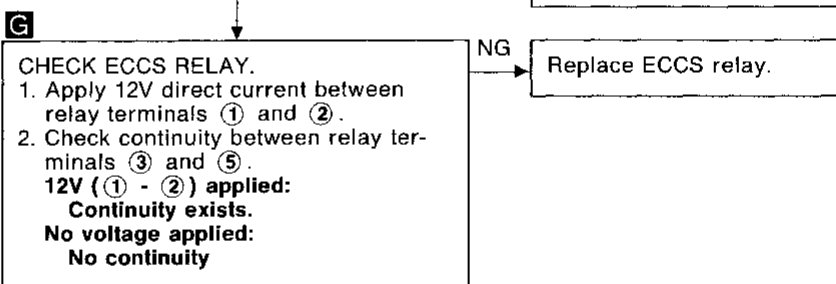 G
CHECK ECCS RELAY.
1. Apply 12V direct current between
relay terminals ① and ②.
2. Check continuity between relay ter-
minals ③ and ⑤.
12V (① - ②) applied:
Continuity exists.
No voltage applied:
No continuity
NG
Replace ECCS relay.